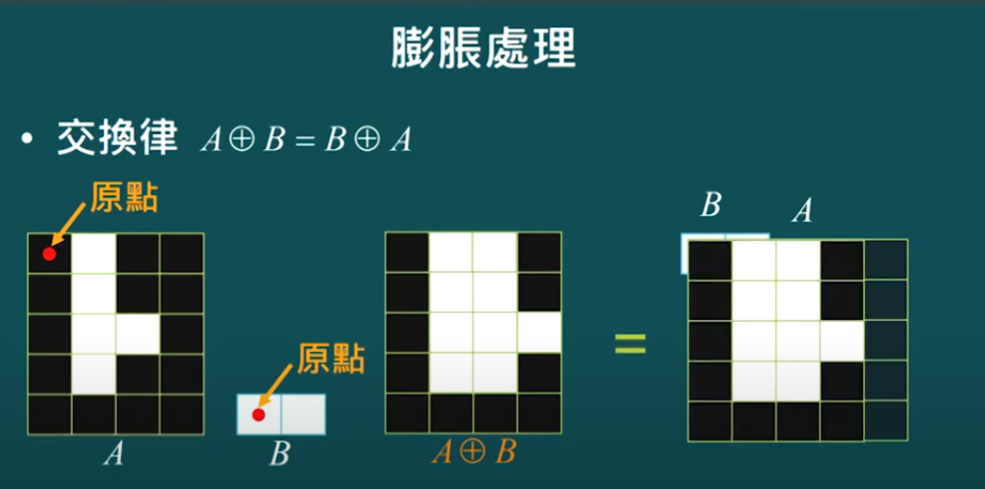 膨脹處理
• 交換律 A ⊕ B = B ⊕ A
原點
B A
原點
=
A B A ⊕ B